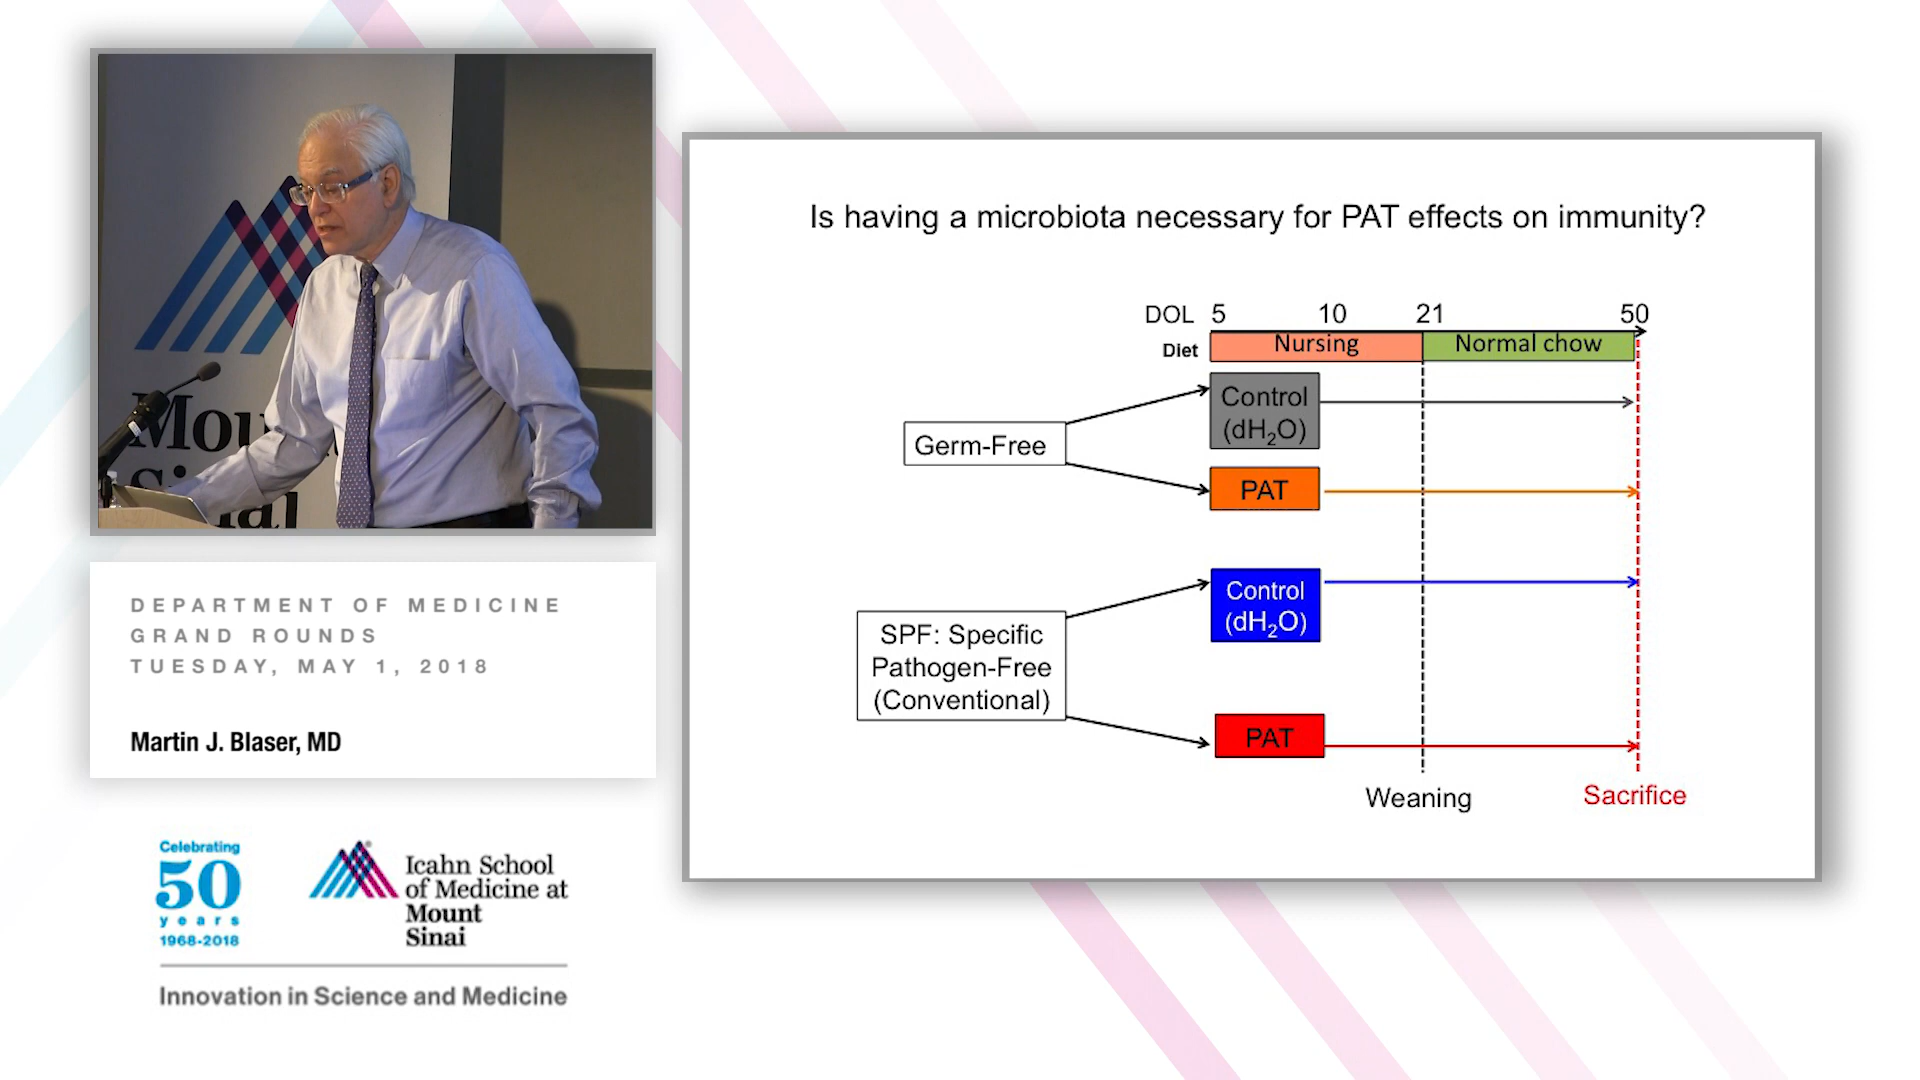 Mou
Sinai
DEPARTMENT OF MEDICINE
GRAND ROUNDS
TUESDAY, MAY 1, 2018
Martin J. Blaser, MD
Celebrating
50
years
1968-2018
Icahn School
of Medicine at
Mount
Sinai
Innovation in Science and Medicine
Is having a microbiota necessary for PAT effects on immunity?
DOL 5 10 21 50
Diet Nursing Normal chow
Germ-Free
Control
(dH₂O)
PAT
SPF: Specific
Pathogen-Free
(Conventional)
Control
(dH₂O)
PAT
Weaning
Sacrifice